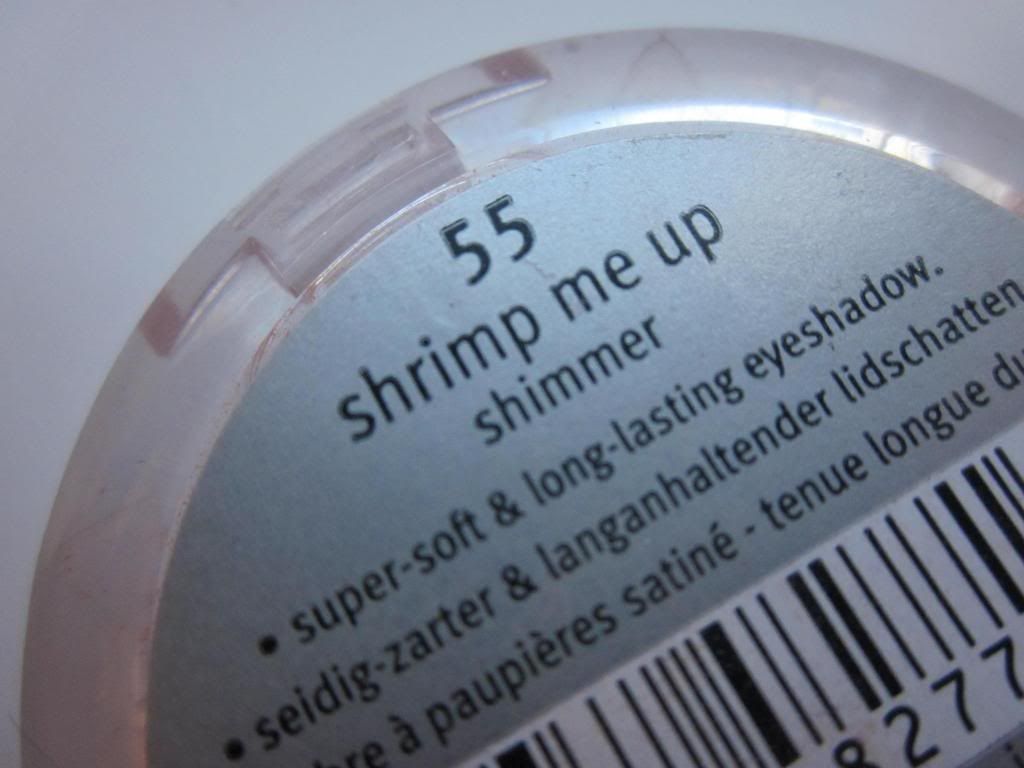 55
shrimp me up
shimmer
• super-soft & long-lasting eyeshadow.
• seidig-zarter & langanhaltender lidschatten
à paupières satiné - tenue longue
8277